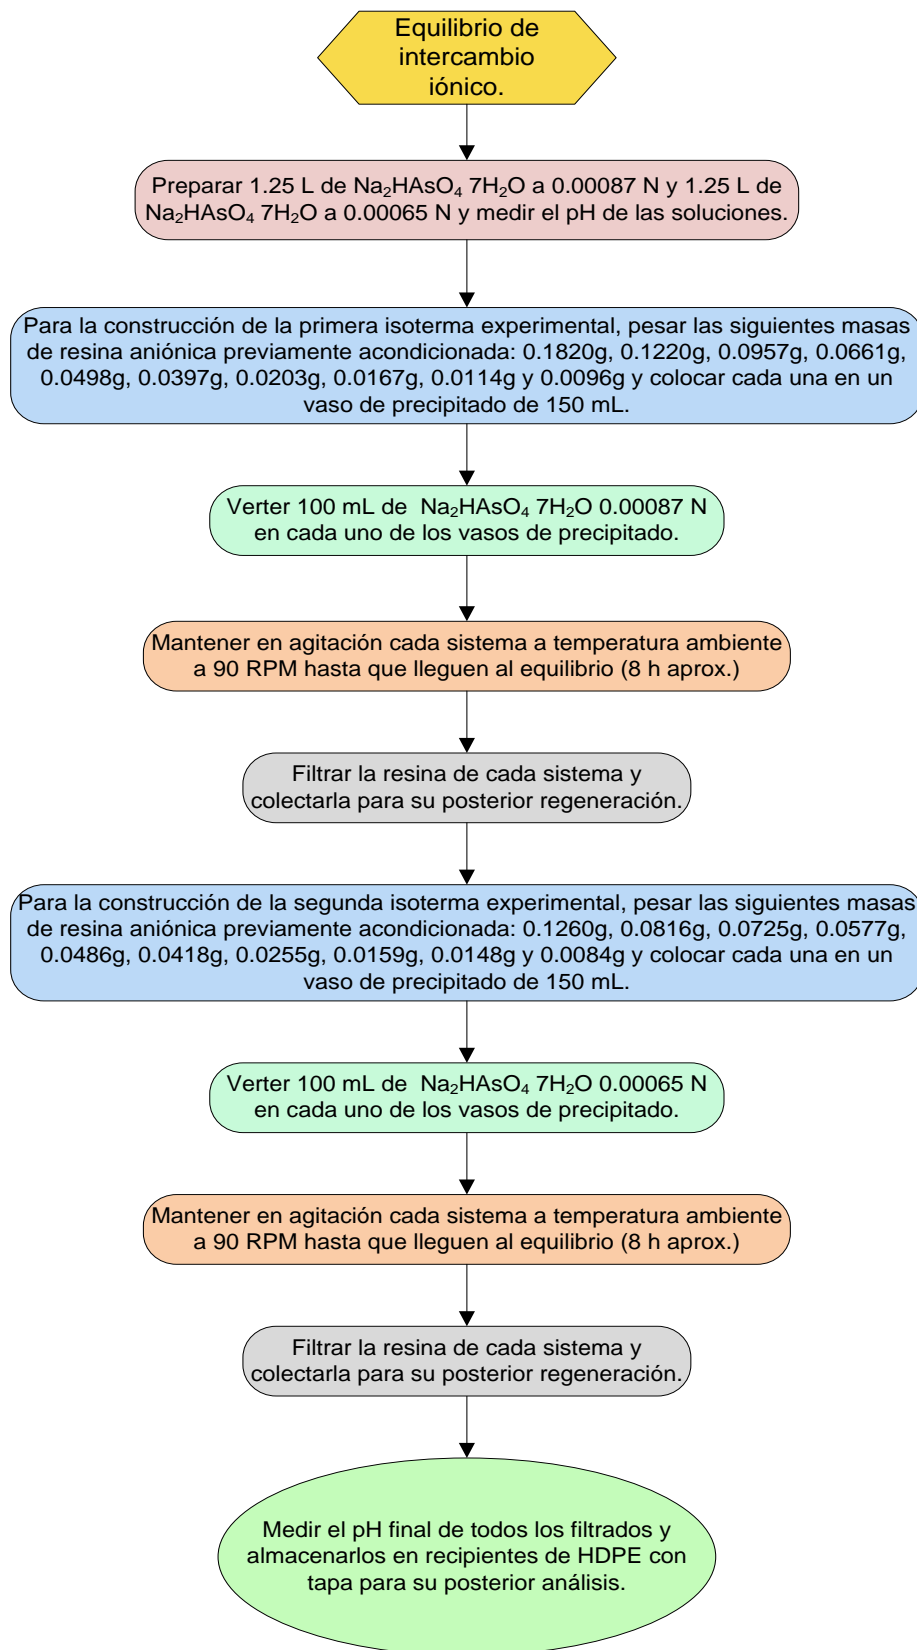 Equilibrio de
intercambio
iónico.
Preparar 1.25 L de Na₂HAsO₄ 7H₂O a 0.00087 N y 1.25 L de
Na₂HAsO₄ 7H₂O a 0.00065 N y medir el pH de las soluciones.
Para la construcción de la primera isoterma experimental, pesar las siguientes masas
de resina aniónica previamente acondicionada: 0.1820g, 0.1220g, 0.0957g, 0.0661g,
0.0498g, 0.0397g, 0.0203g, 0.0167g, 0.0114g y 0.0096g y colocar cada una en un
vaso de precipitado de 150 mL.
Verter 100 mL de  Na₂HAsO₄ 7H₂O 0.00087 N
en cada uno de los vasos de precipitado.
Mantener en agitación cada sistema a temperatura ambiente
a 90 RPM hasta que lleguen al equilibrio (8 h aprox.)
Filtrar la resina de cada sistema y
colectarla para su posterior regeneración.
Para la construcción de la segunda isoterma experimental, pesar las siguientes masas
de resina aniónica previamente acondicionada: 0.1260g, 0.0816g, 0.0725g, 0.0577g,
0.0486g, 0.0418g, 0.0255g, 0.0159g, 0.0148g y 0.0084g y colocar cada una en un
vaso de precipitado de 150 mL.
Verter 100 mL de  Na₂HAsO₄ 7H₂O 0.00065 N
en cada uno de los vasos de precipitado.
Mantener en agitación cada sistema a temperatura ambiente
a 90 RPM hasta que lleguen al equilibrio (8 h aprox.)
Filtrar la resina de cada sistema y
colectarla para su posterior regeneración.
Medir el pH final de todos los filtrados y
almacenarlos en recipientes de HDPE con
tapa para su posterior análisis.